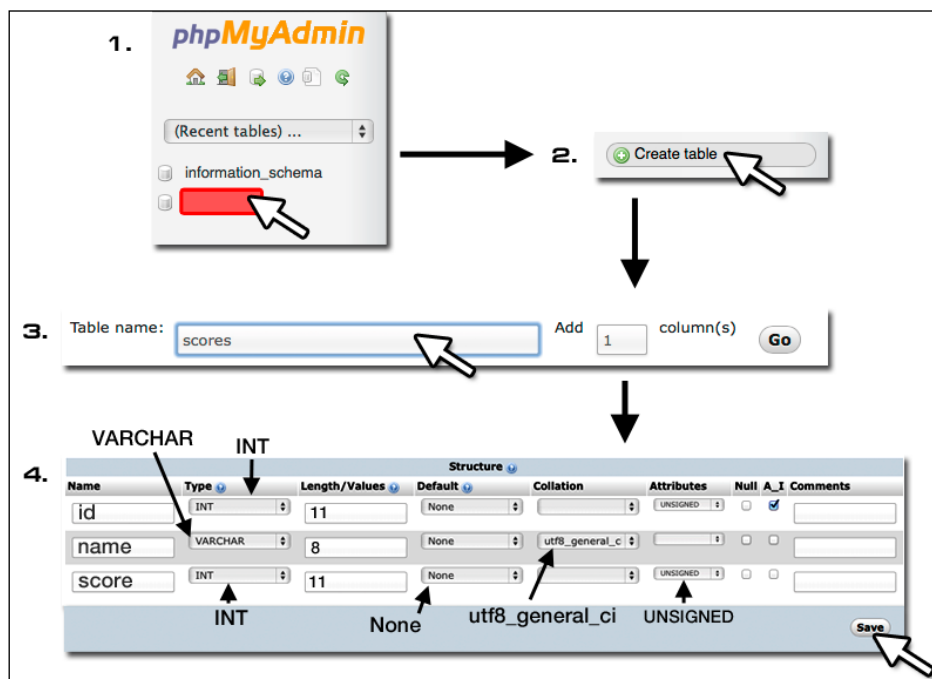 1.
phpMyAdmin
(Recent tables) ...
information_schema
2.
Create table
3.
Table name:
scores
Add
1
column(s)
Go
VARCHAR
INT
4.
Structure
Name Type Length/Values Default Collation Attributes Null A_I Comments
id INT 11 None UNSIGNED
name VARCHAR 8 None utf8_general_c
score INT 11 None UNSIGNED
INT
None
utf8_general_ci
UNSIGNED
Save